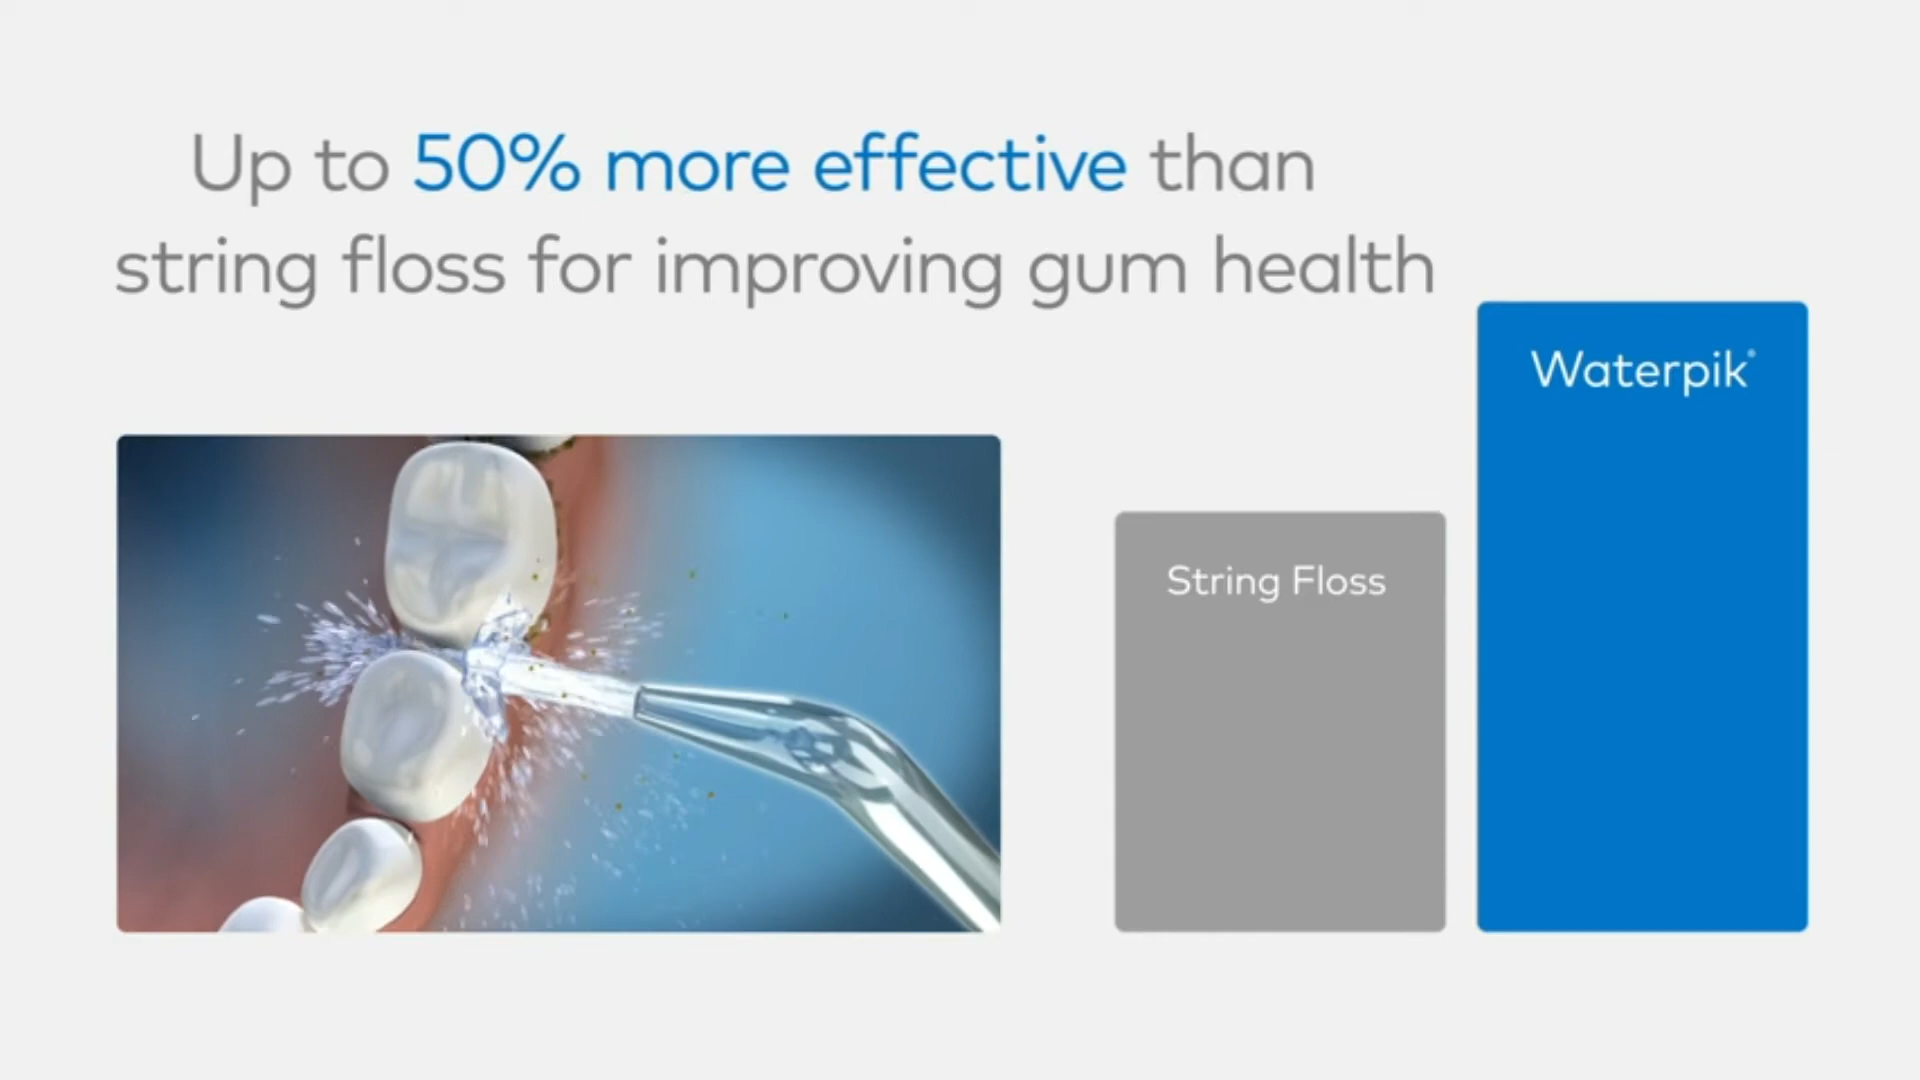 Up to 50% more effective than
string floss for improving gum health
Waterpik®
String Floss